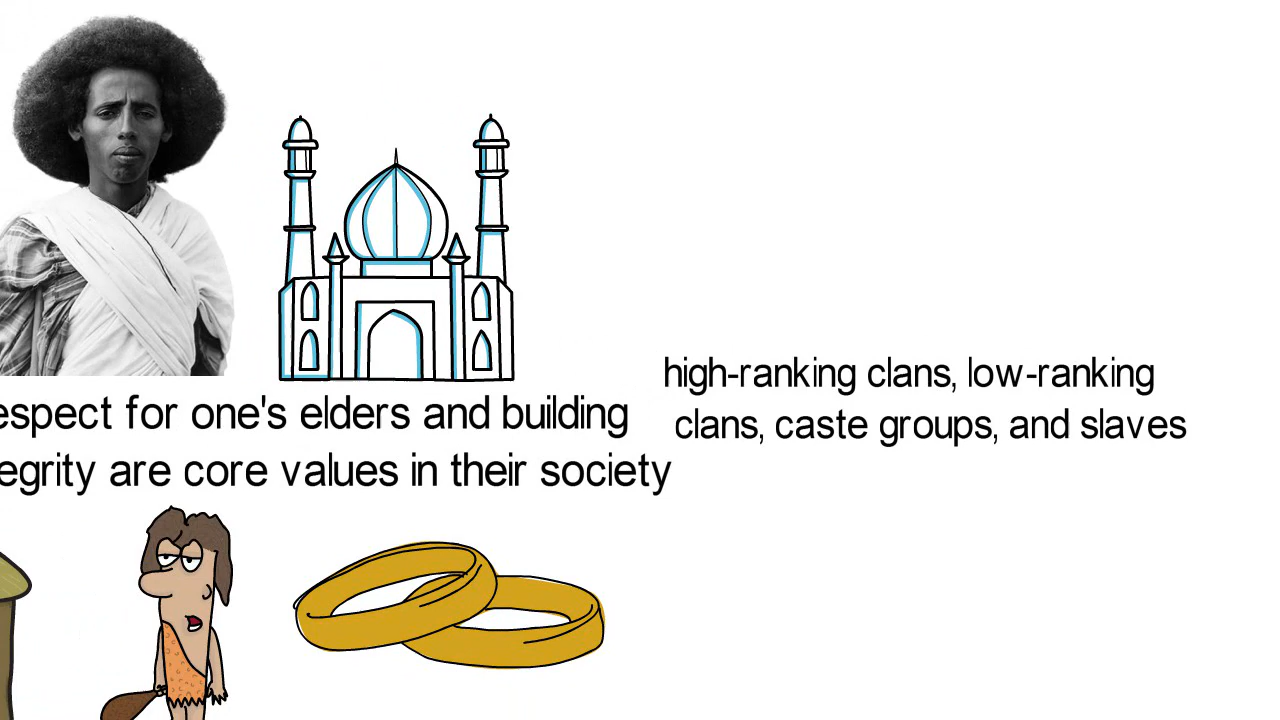 espect for one's elders and building
egrity are core values in their society
high-ranking clans, low-ranking
clans, caste groups, and slaves